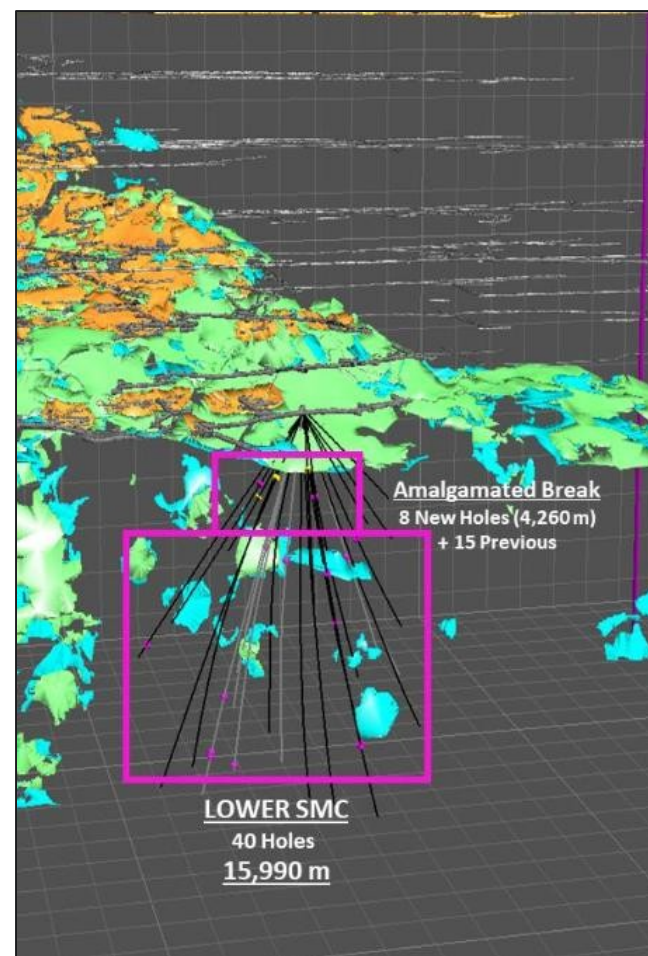 Amalgamated Break
8 New Holes (4,260 m)
+ 15 Previous
LOWER SMC
40 Holes
15,990 m